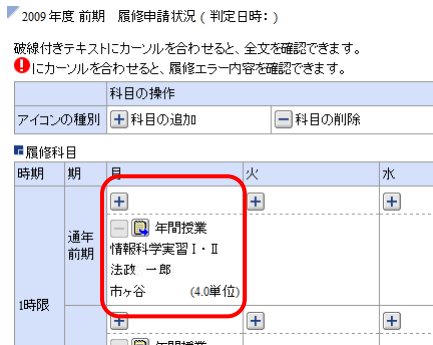 2009年度 前期　履修申請状況（判定日時：）
破線付きテキストにカーソルを合わせると、全文を確認できます。
にカーソルを合わせると、履修エラー内容を確認できます。
科目の操作
アイコンの種別 科目の追加 科目の削除
履修科目
時限 期 月 火 水
通年
前期
年間授業
情報科学実習Ⅰ・Ⅱ
法政　一郎
市ヶ谷 (4.0単位)
1時限
年間授業